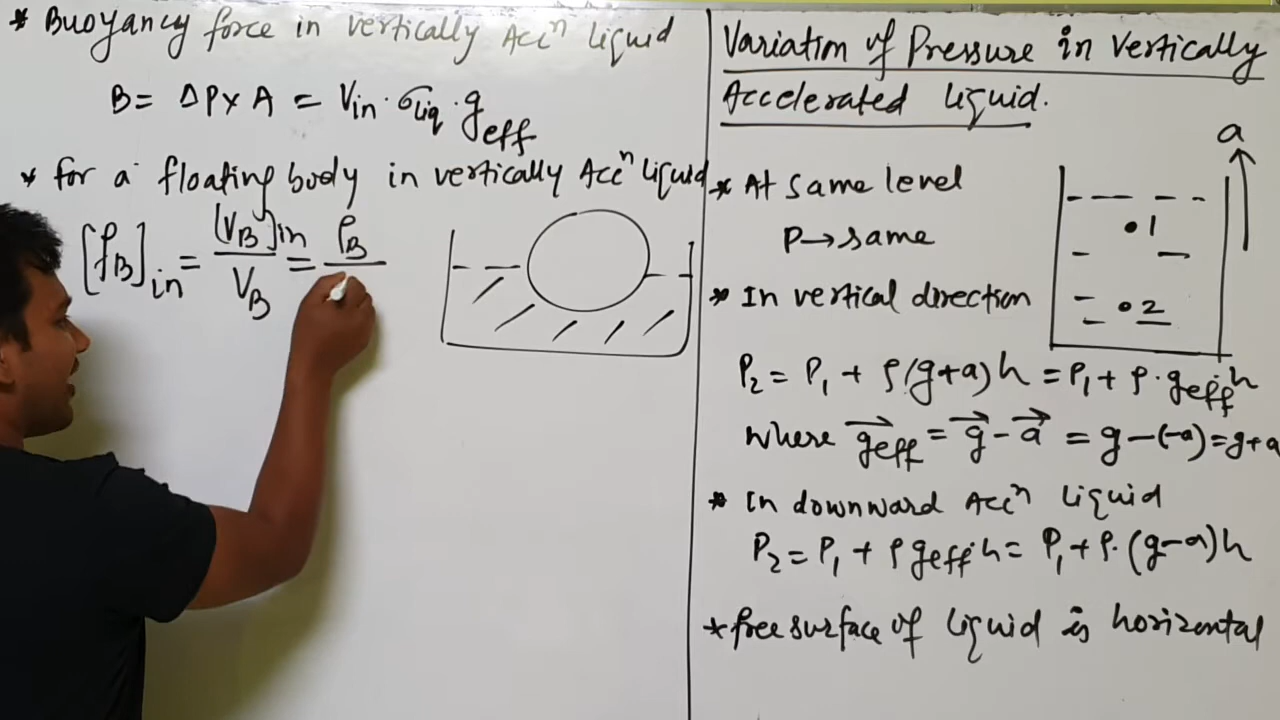 * Buoyancy force in vertically Accⁿ liquid
B = ΔP × A = Vin · σliq · geff
* for a floating body in vertically Accⁿ liquid
[fB]in = (VB)in / VB = ρB /
Variation of Pressure in vertically
Accelerated liquid.
a
* At same level
P → same
•1
* In vertical direction
•2
P₂ = P₁ + ρ(g+a)h = P₁ + ρ·geff h
where g⃗eff = g⃗ - a⃗ = g-(-a) = g+a
* In downward Accⁿ liquid
P₂ = P₁ + ρ geff·h = P₁ + ρ·(g-a)h
* free surface of liquid is horizontal